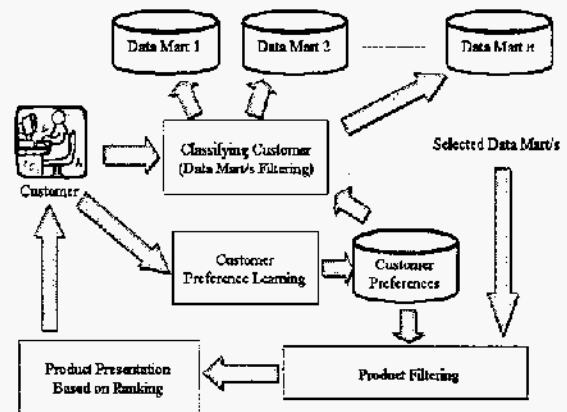 Data Mart 1
Data Mart 2
Data Mart n
Customer
Classifying Customer
(Data Mart/s Filtering)
Selected Data Mart/s
Customer
Preference Learning
Customer
Preferences
Product Presentation
Based on Ranking
Product Filtering